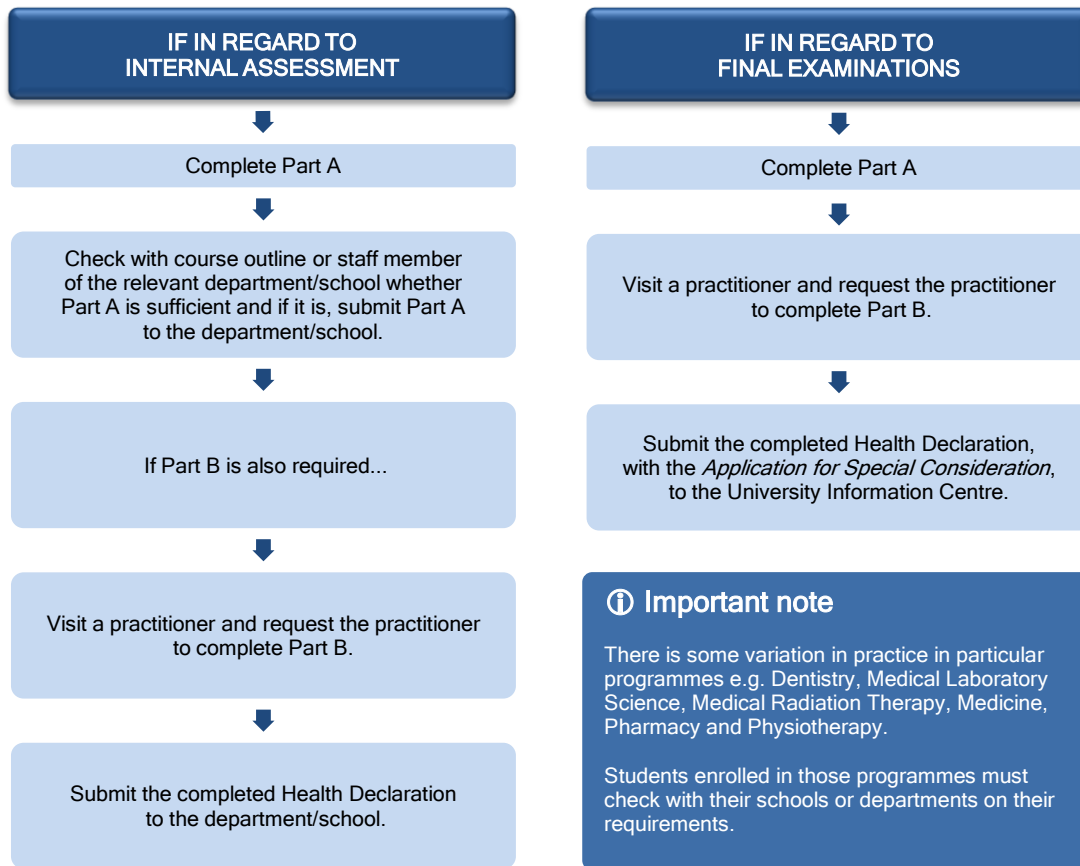 IF IN REGARD TO
INTERNAL ASSESSMENT
Complete Part A
Check with course outline or staff member
of the relevant department/school whether
Part A is sufficient and if it is, submit Part A
to the department/school.
If Part B is also required...
Visit a practitioner and request the practitioner
to complete Part B.
Submit the completed Health Declaration
to the department/school.
IF IN REGARD TO
FINAL EXAMINATIONS
Complete Part A
Visit a practitioner and request the practitioner
to complete Part B.
Submit the completed Health Declaration,
with the Application for Special Consideration,
to the University Information Centre.
Important note
There is some variation in practice in particular
programmes e.g. Dentistry, Medical Laboratory
Science, Medical Radiation Therapy, Medicine,
Pharmacy and Physiotherapy.
Students enrolled in those programmes must
check with their schools or departments on their
requirements.